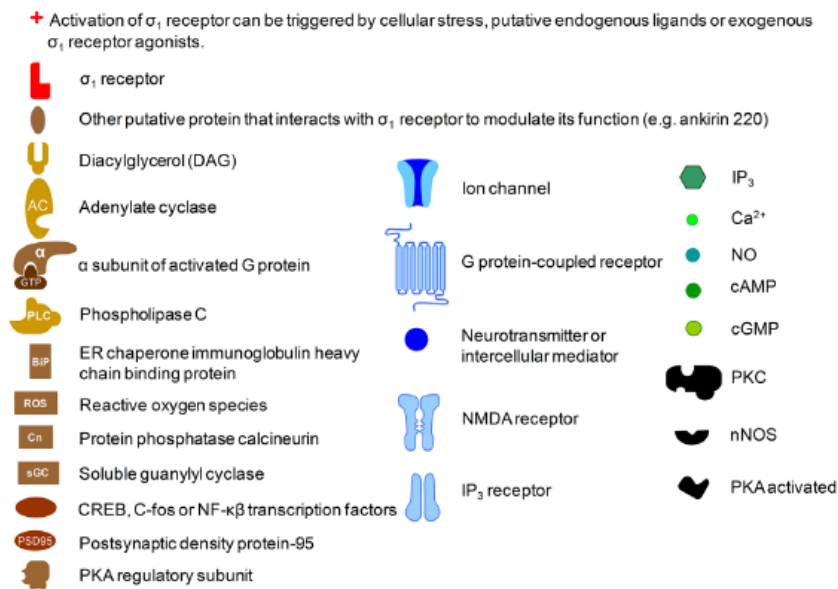 + Activation of σ₁ receptor can be triggered by cellular stress, putative endogenous ligands or exogenous
σ₁ receptor agonists.
σ₁ receptor
Other putative protein that interacts with σ₁ receptor to modulate its function (e.g. ankirin 220)
Diacylglycerol (DAG)
AC
Adenylate cyclase
α
GTP
α subunit of activated G protein
PLC
Phospholipase C
BiP
ER chaperone immunoglobulin heavy
chain binding protein
ROS
Reactive oxygen species
Cn
Protein phosphatase calcineurin
sGC
Soluble guanylyl cyclase
CREB, C-fos or NF-κβ transcription factors
PSD95
Postsynaptic density protein-95
PKA regulatory subunit
Ion channel
G protein-coupled receptor
Neurotransmitter or
intercellular mediator
NMDA receptor
IP₃ receptor
IP₃
Ca²⁺
NO
cAMP
cGMP
PKC
nNOS
PKA activated